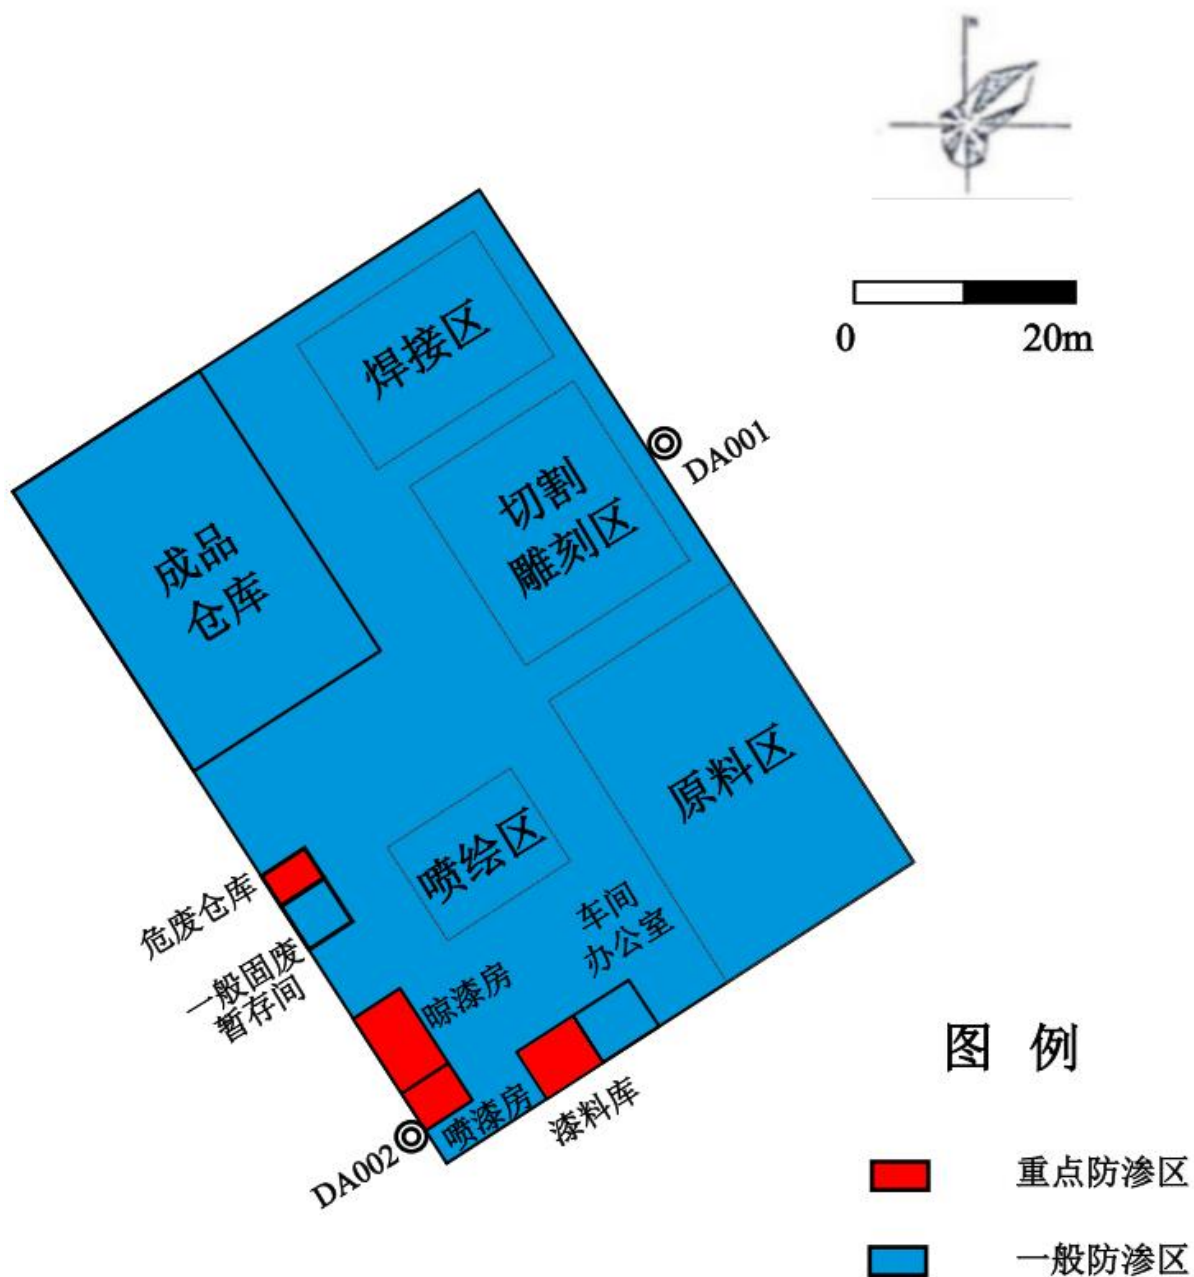 0
20m
焊接区
DA001
切割
雕刻区
成品
仓库
原料区
喷绘区
危废仓库
车间
办公室
一般固废
暂存间
晾漆房
喷漆房
漆料库
DA002
图 例
重点防渗区
一般防渗区